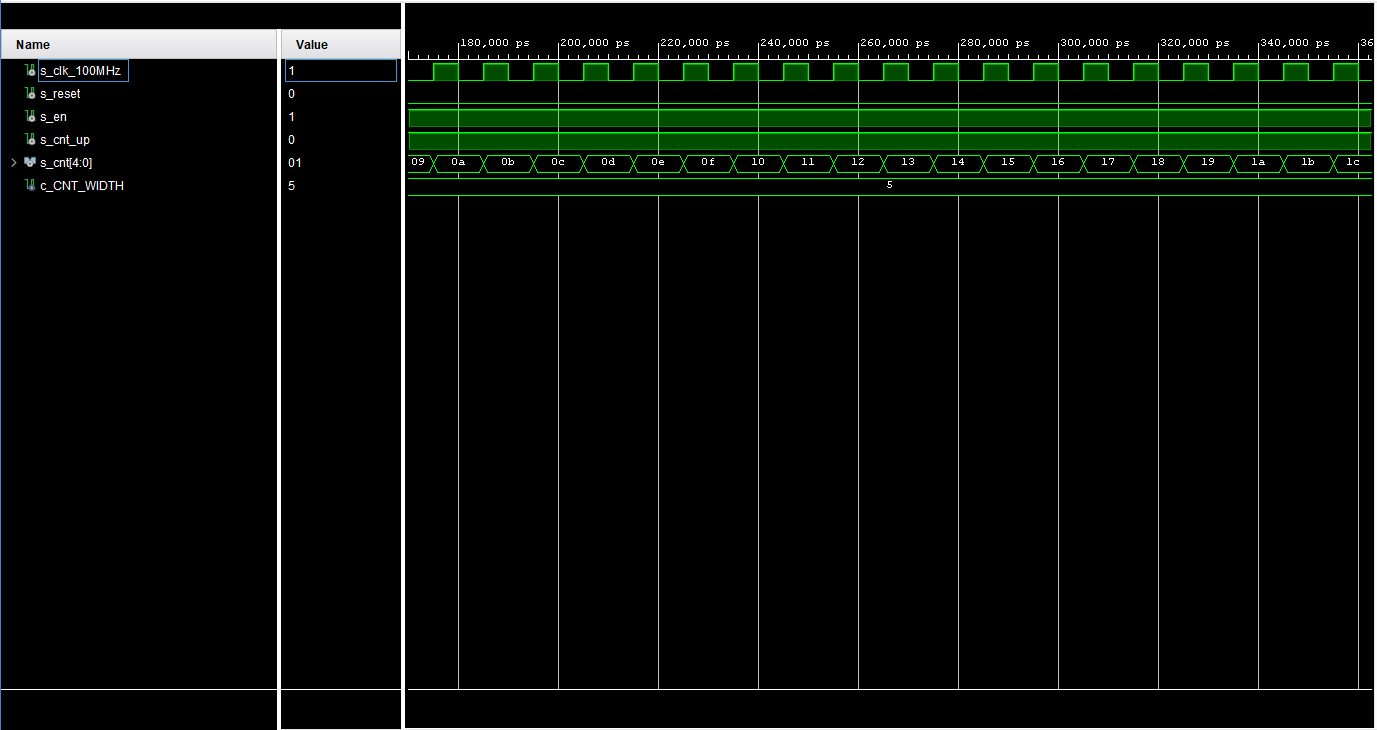 Name Value
180,000 ps 200,000 ps 220,000 ps 240,000 ps 260,000 ps 280,000 ps 300,000 ps 320,000 ps 340,000 ps 36
s_clk_100MHz 1
s_reset 0
s_en 1
s_cnt_up 0
s_cnt[4:0] 01 09 0a 0b 0c 0d 0e 0f 10 11 12 13 14 15 16 17 18 19 1a 1b 1c
c_CNT_WIDTH 5 5